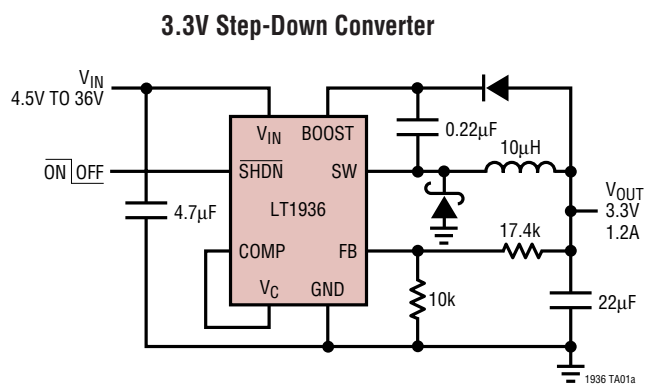 3.3V Step-Down Converter
VIN
4.5V TO 36V
ON OFF
4.7µF
VIN
BOOST
SHDN
SW
LT1936
COMP
FB
VC
GND
0.22µF
10µH
17.4k
10k
VOUT
3.3V
1.2A
22µF
1936 TA01a